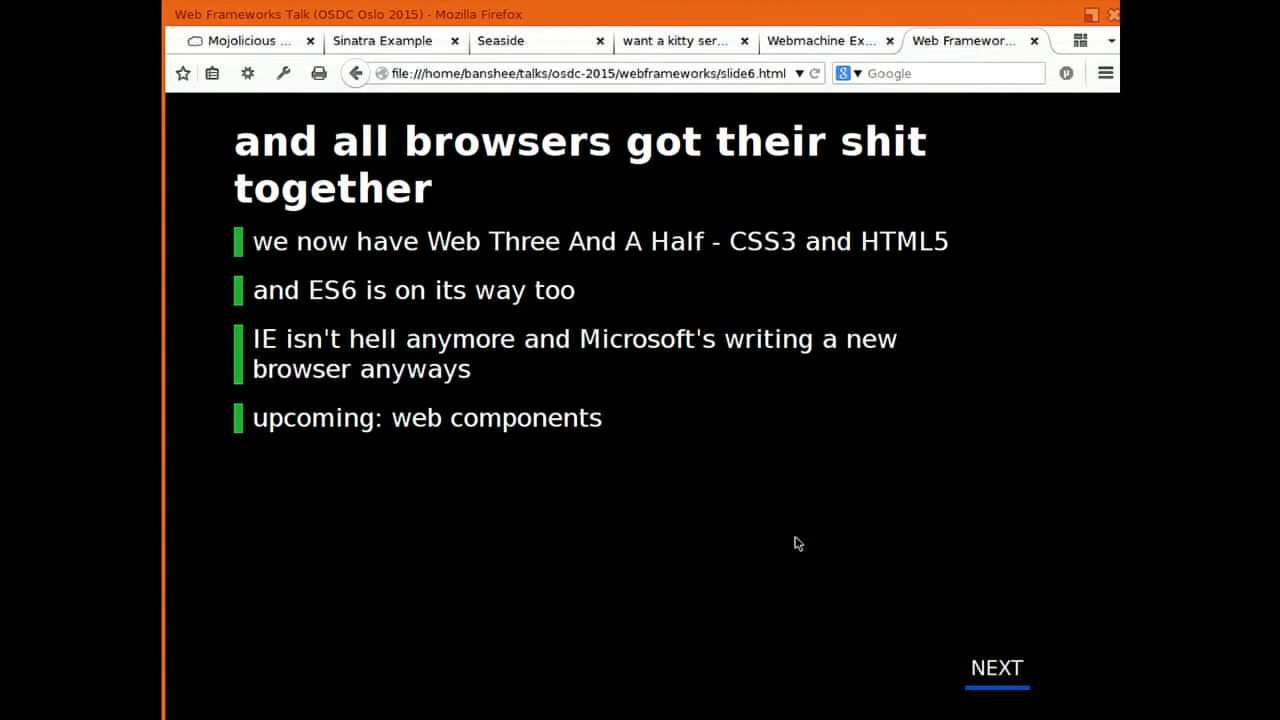 Web Frameworks Talk (OSDC Oslo 2015) - Mozilla Firefox
Mojolicious ... Sinatra Example Seaside want a kitty ser... Webmachine Ex... Web Framewor...
file:///home/banshee/talks/osdc-2015/webframeworks/slide6.html Google
and all browsers got their shit
together
we now have Web Three And A Half - CSS3 and HTML5
and ES6 is on its way too
IE isn't hell anymore and Microsoft's writing a new
browser anyways
upcoming: web components
NEXT